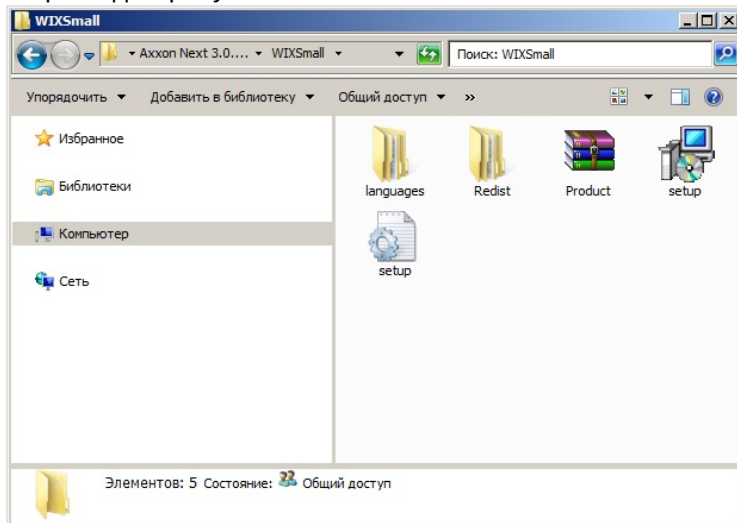 WIXSmall
Axxon Next 3.0.... WIXSmall Поиск: WIXSmall
Упорядочить Добавить в библиотеку Общий доступ »
Избранное
Библиотеки
Компьютер
Сеть
languages Redist Product setup
setup
Элементов: 5 Состояние: Общий доступ